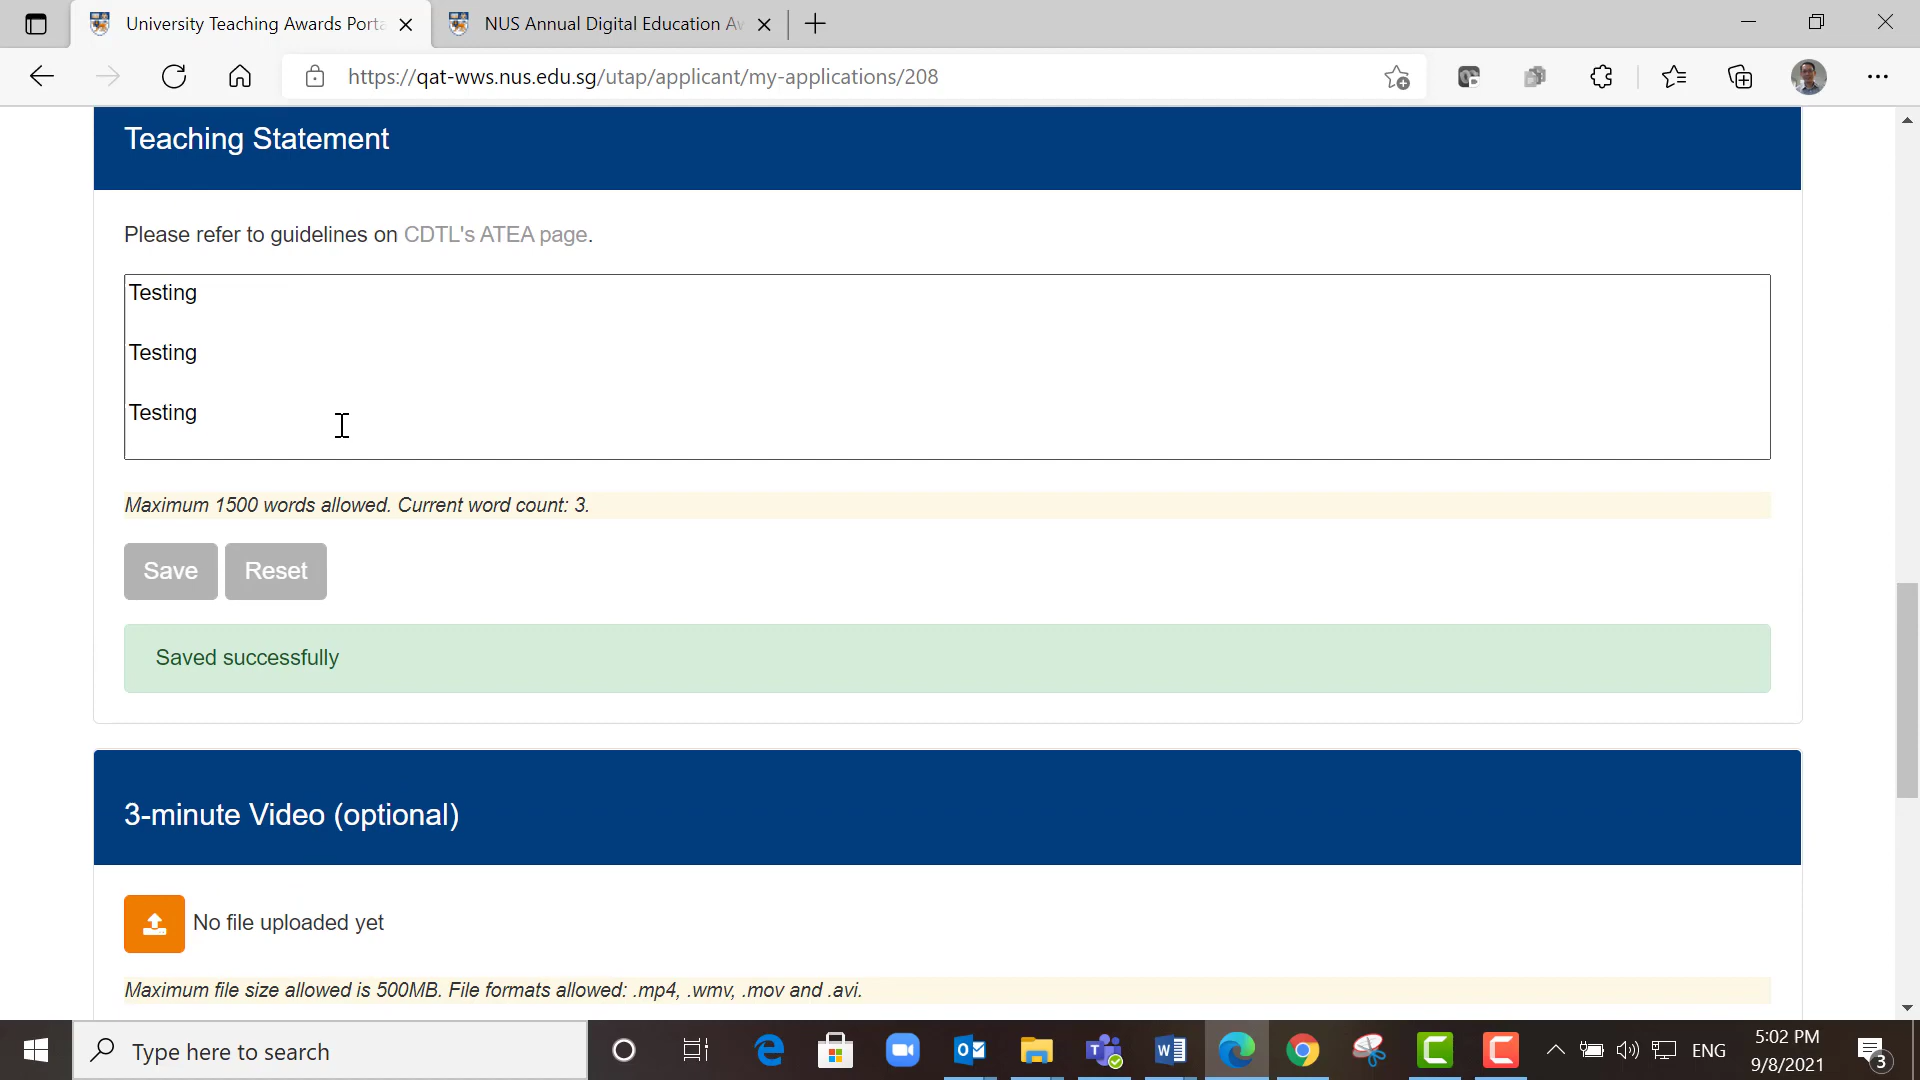 University Teaching Awards Porta
NUS Annual Digital Education Av
https://qat-wws.nus.edu.sg/utap/applicant/my-applications/208
Teaching Statement
Please refer to guidelines on CDTL's ATEA page.
Testing
Testing
Testing
Maximum 1500 words allowed. Current word count: 3.
Save Reset
Saved successfully
3-minute Video (optional)
No file uploaded yet
Maximum file size allowed is 500MB. File formats allowed: .mp4, .wmv, .mov and .avi.
Type here to search
ENG
5:02 PM
9/8/2021
3